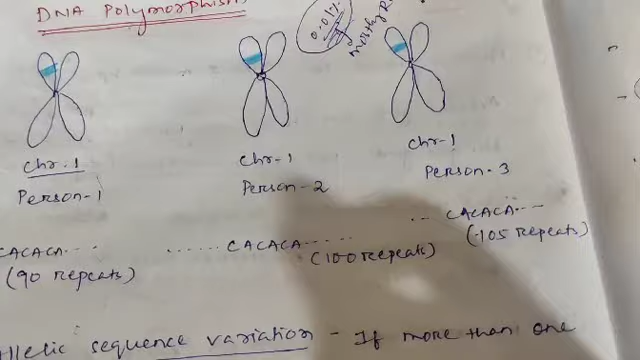 DNA Polymorphism
0.01%
Chr. 1
Person-1
Chr-1
Person-2
Chr-1
Person-3
CACACA...
(90 repeats)
...... CACACA......
(100 repeats)
.. CACACA...
(105 repeats)
llelic sequence variation - If more than one